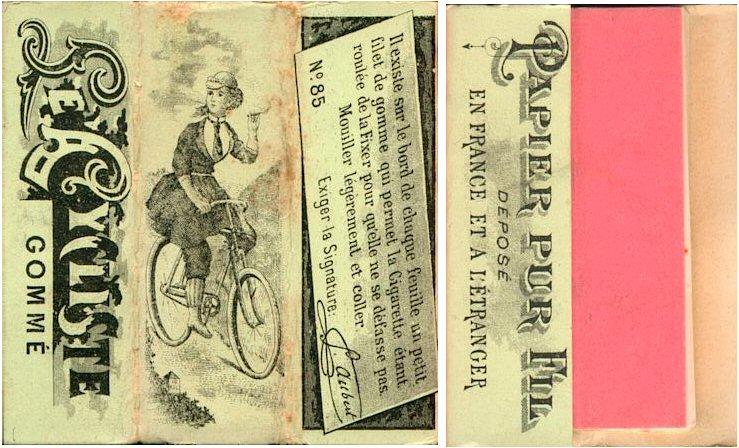 LEA CYCLISTE
GOMMÉ
Il existe sur le bord de chaque feuille un petit
filet de gomme qui permet la Cigarette étant
roulée de la Fixer pour qu'elle ne se défasse pas.
Mouiller légèrement et coller.
Nº 85
Exiger la Signature:
PAPIER PUR FIL
DÉPOSÉ
EN FRANCE ET A L'ÉTRANGER